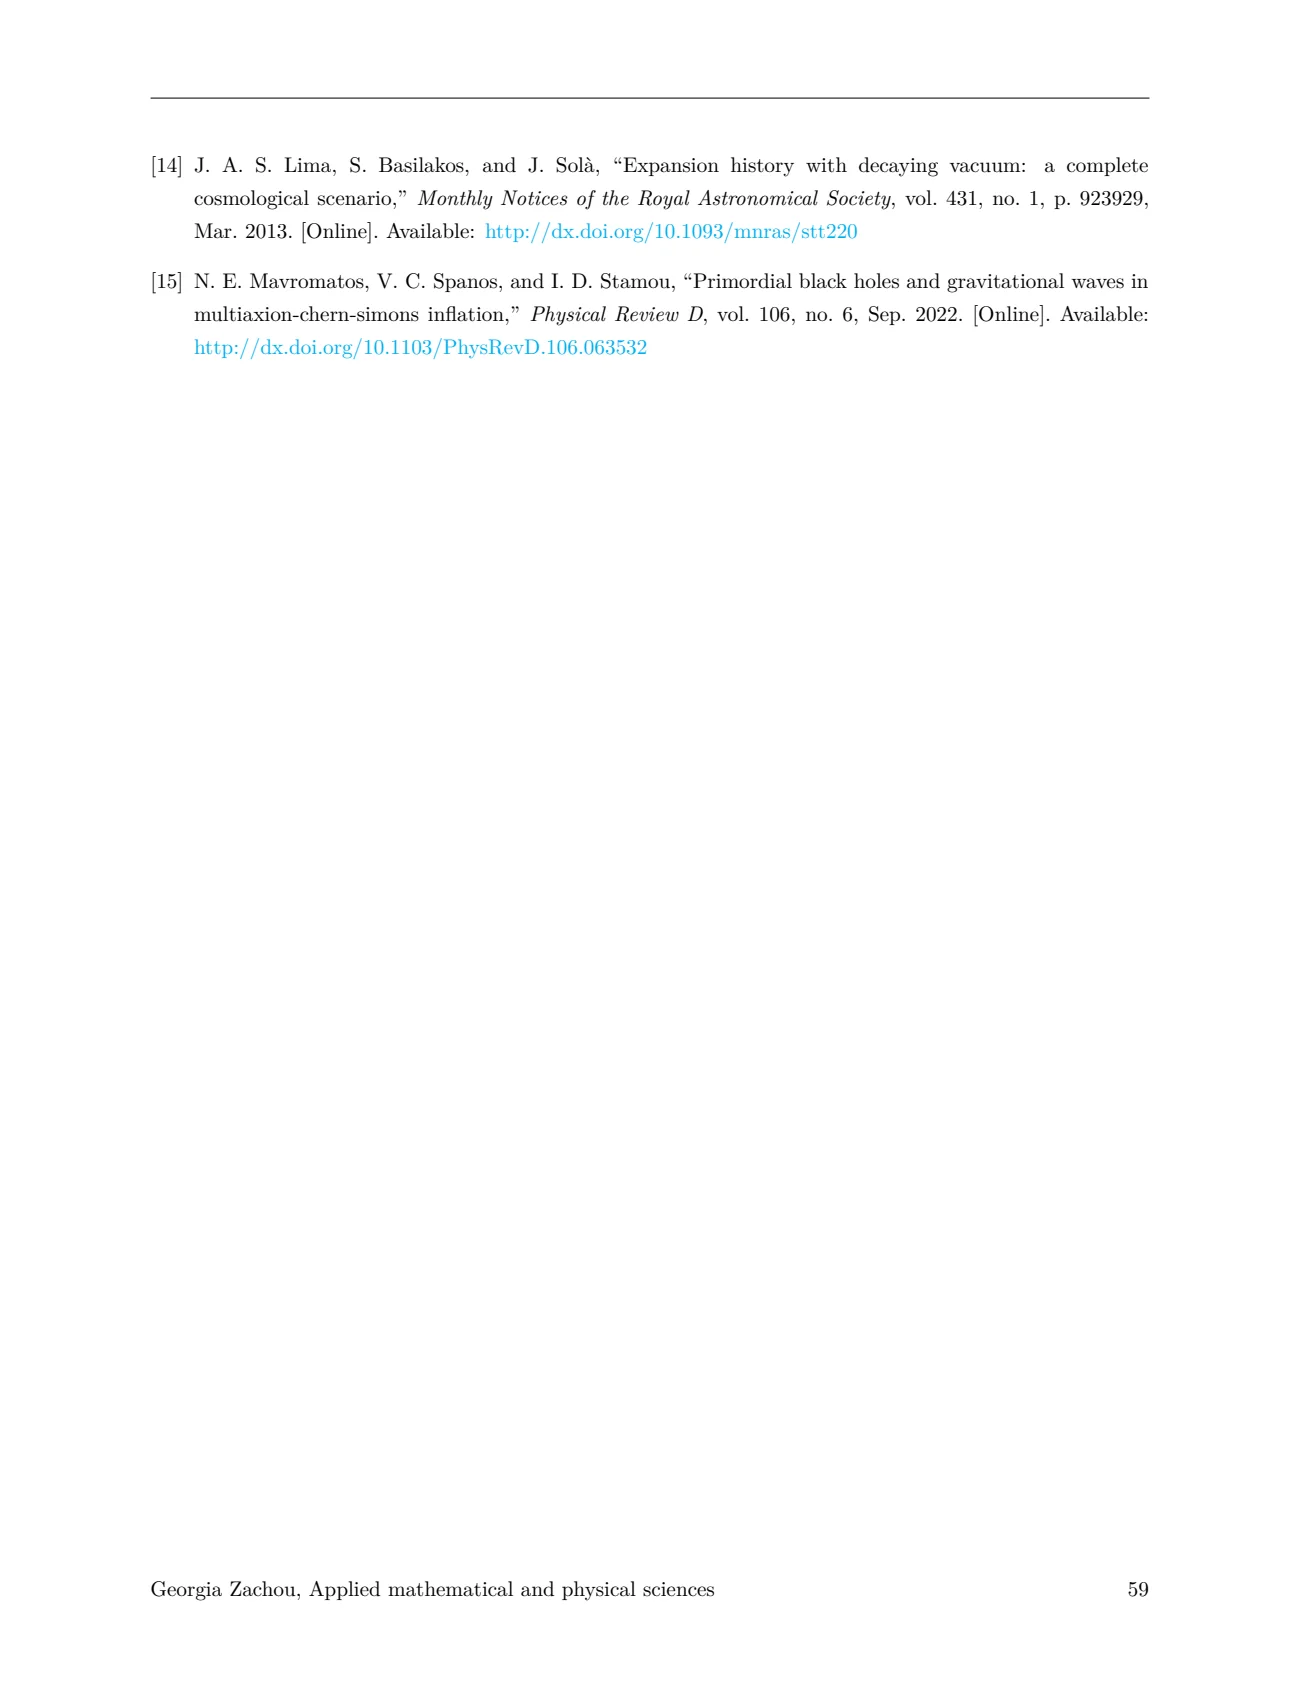 [14] J. A. S. Lima, S. Basilakos, and J. Solà, “Expansion history with decaying vacuum: a complete
cosmological scenario,” Monthly Notices of the Royal Astronomical Society, vol. 431, no. 1, p. 923929,
Mar. 2013. [Online]. Available: http://dx.doi.org/10.1093/mnras/stt220
[15] N. E. Mavromatos, V. C. Spanos, and I. D. Stamou, “Primordial black holes and gravitational waves in
multiaxion-chern-simons inflation,” Physical Review D, vol. 106, no. 6, Sep. 2022. [Online]. Available:
http://dx.doi.org/10.1103/PhysRevD.106.063532
Georgia Zachou, Applied mathematical and physical sciences 59